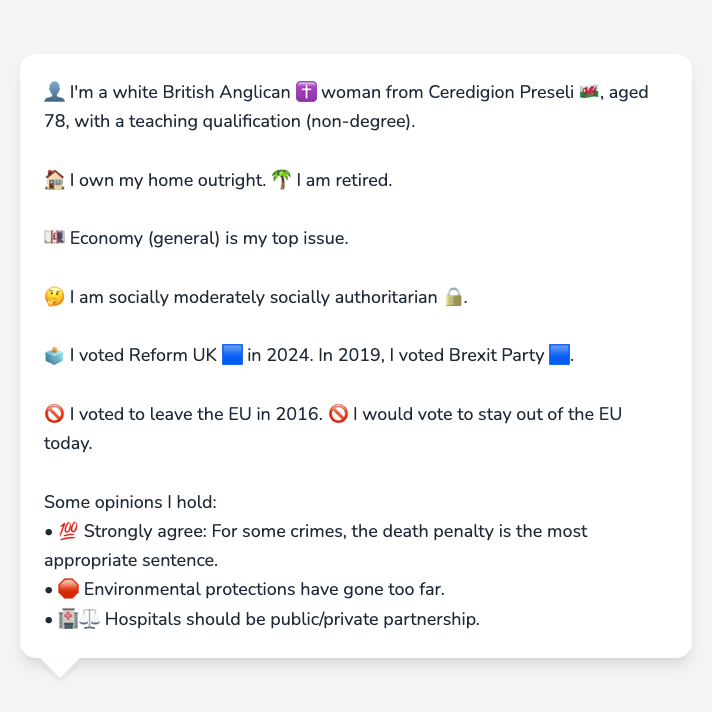 👤 I'm a white British Anglican ✝️ woman from Ceredigion Preseli 🏴󠁧󠁢󠁷󠁬󠁳󠁿, aged
78, with a teaching qualification (non-degree).
🏠 I own my home outright. 🌴 I am retired.
💷 Economy (general) is my top issue.
🤔 I am socially moderately socially authoritarian 🔒.
🗳️ I voted Reform UK 🟦 in 2024. In 2019, I voted Brexit Party 🟦.
🚫 I voted to leave the EU in 2016. 🚫 I would vote to stay out of the EU
today.
Some opinions I hold:
• 💯 Strongly agree: For some crimes, the death penalty is the most
appropriate sentence.
• 🛑 Environmental protections have gone too far.
• 🏥⚖️ Hospitals should be public/private partnership.